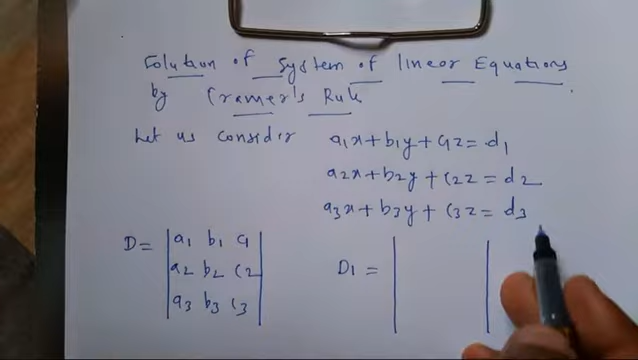 Solution of System of linear Equations
by Cramer's Rule
Let us consider a1x + b1y + c1z = d1
a2x + b2y + c2z = d2
a3x + b3y + c3z = d3
D = | a1 b1 c1 |
| a2 b2 c2 |
| a3 b3 c3 |
D1 = | |